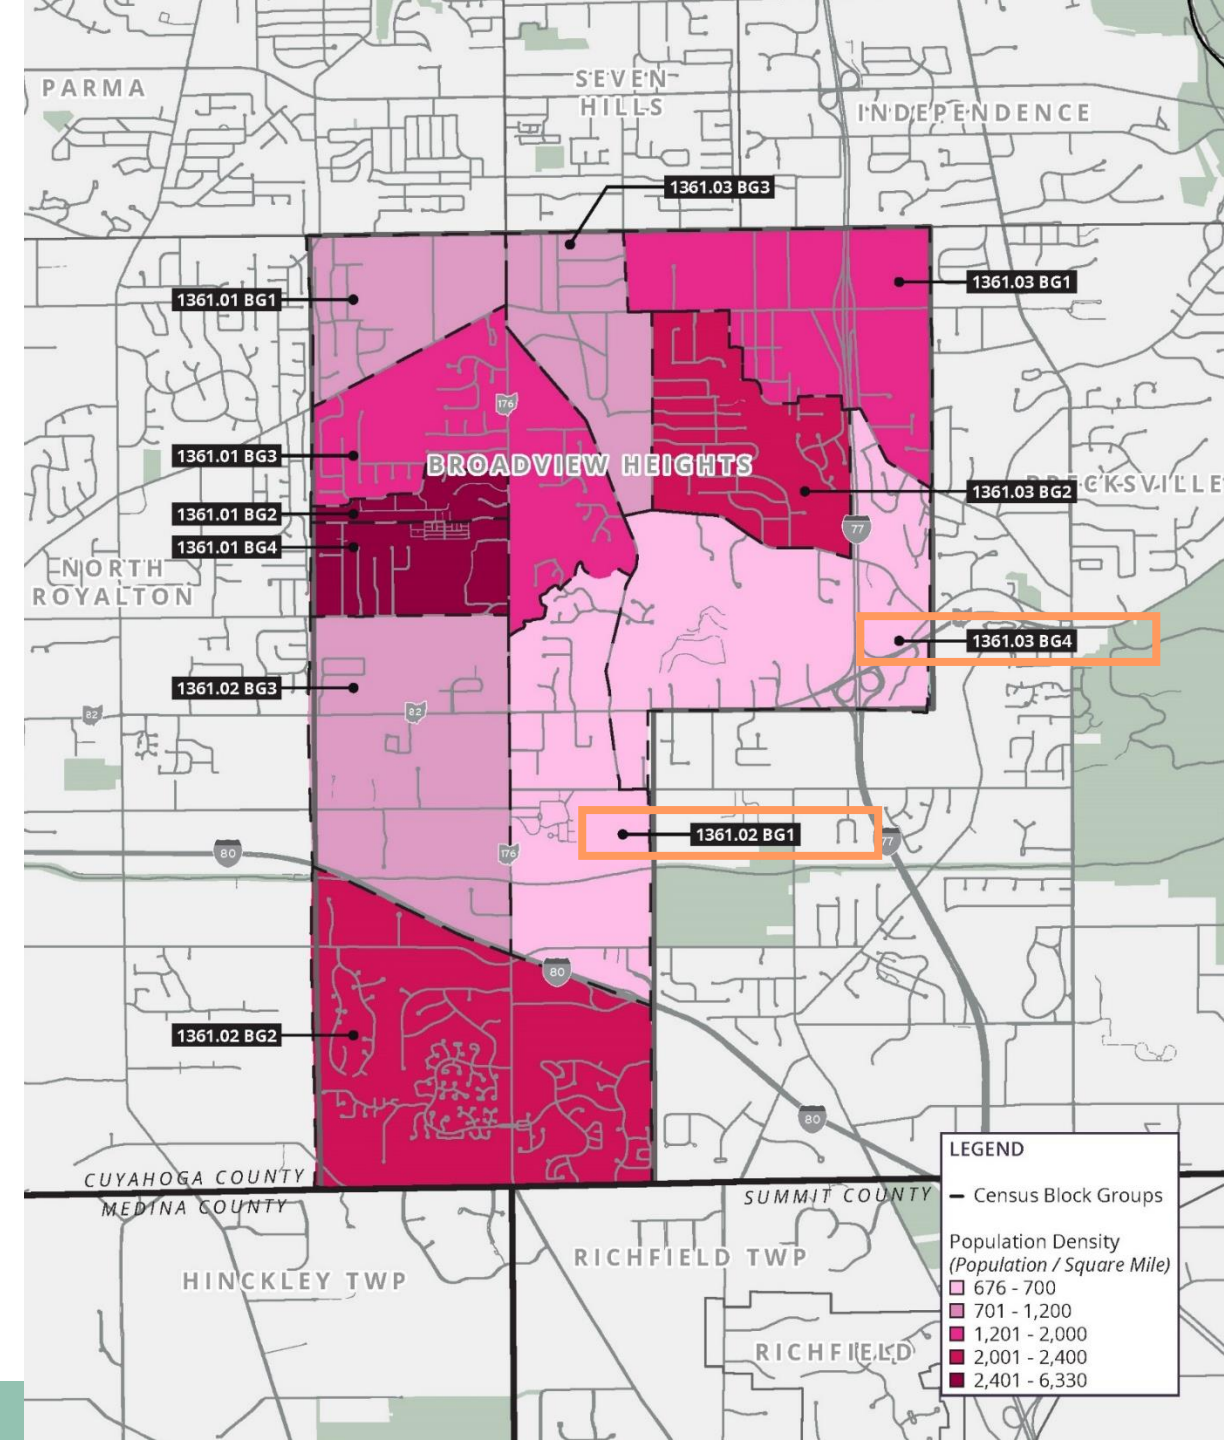 PARMA
SEVEN
HILLS
INDEPENDENCE
1361.03 BG3
1361.03 BG1
1361.01 BG1
176
1361.01 BG3
BROADVIEW HEIGHTS
1361.03 BG2
1361.01 BG2
77
1361.01 BG4
NORTH
ROYALTON
1361.03 BG4
1361.02 BG3
82
82
1361.02 BG1
77
80
176
80
1361.02 BG2
80
CUYAHOGA COUNTY
MEDINA COUNTY
SUMMIT COUNTY
HINCKLEY TWP
RICHFIELD TWP
RICHFIELD
LEGEND
Census Block Groups
Population Density
(Population / Square Mile)
676 - 700
701 - 1,200
1,201 - 2,000
2,001 - 2,400
2,401 - 6,330